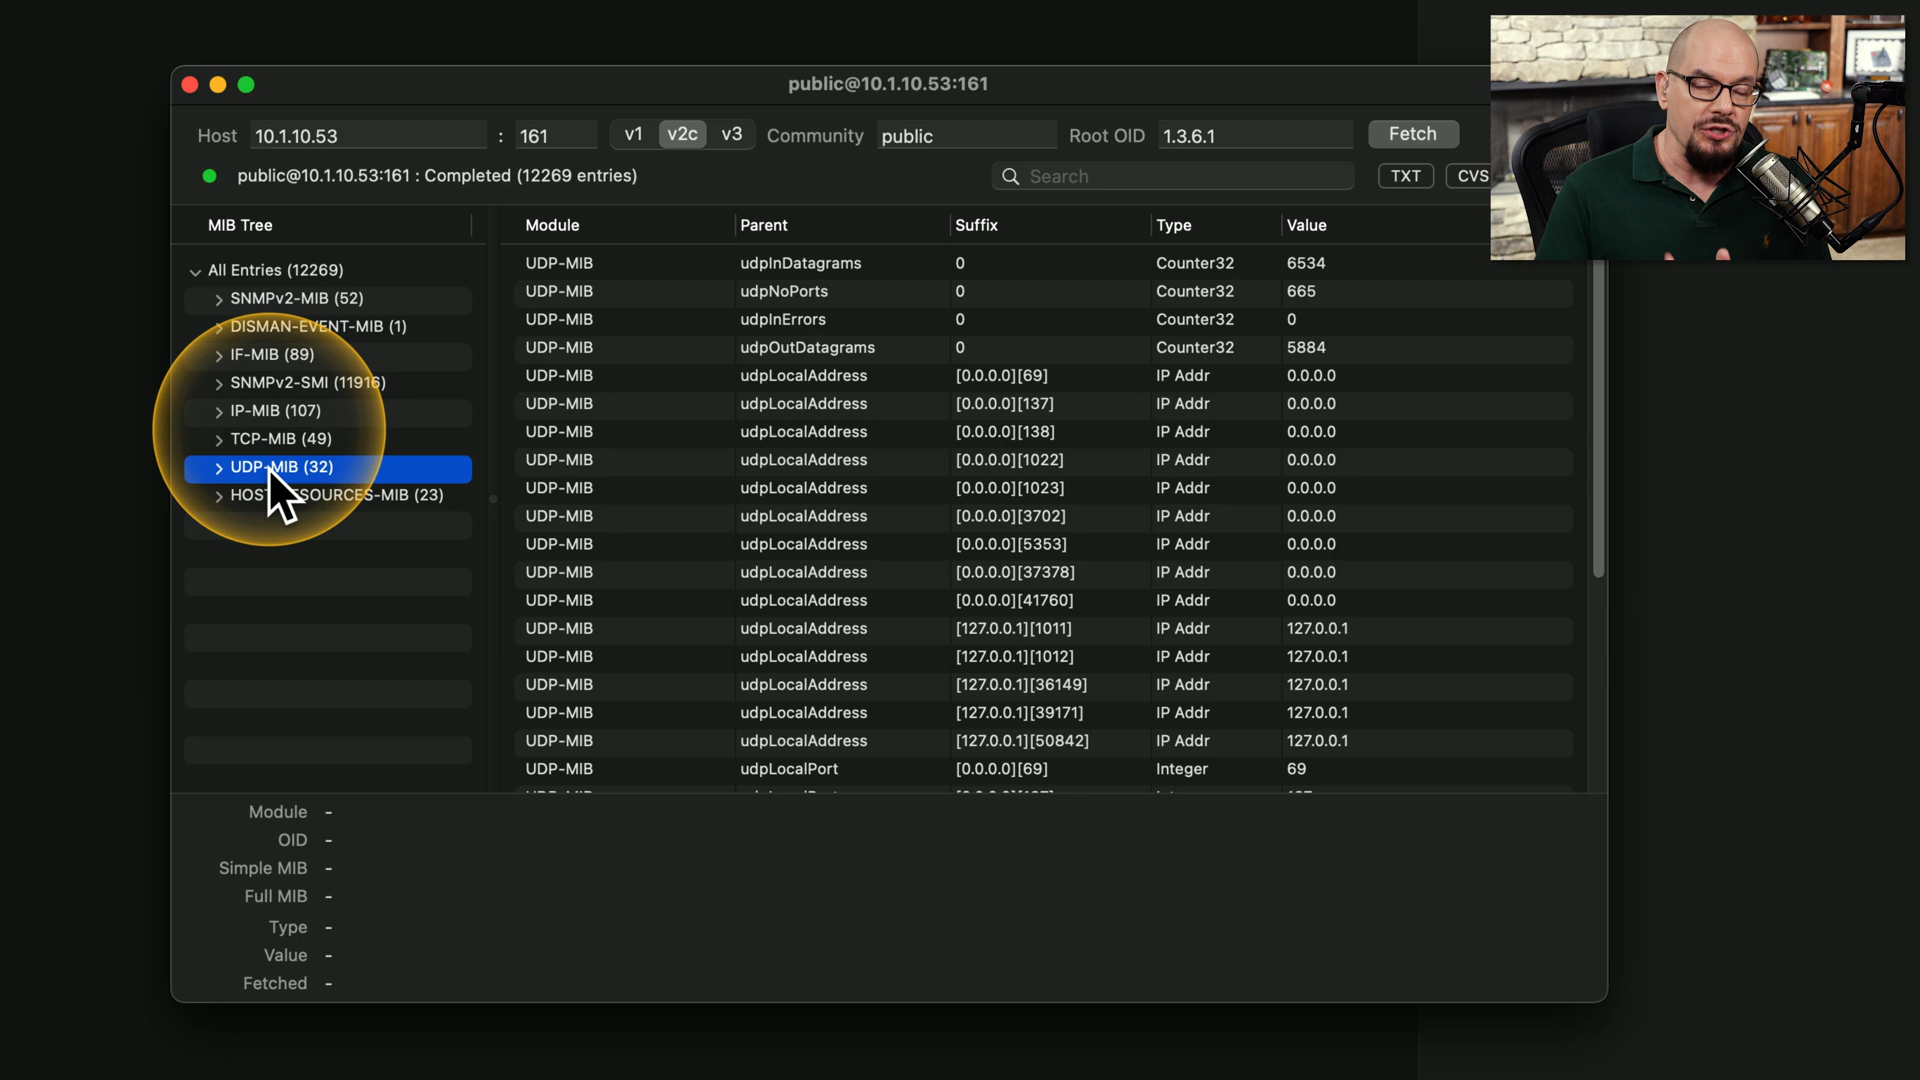 public@10.1.10.53:161
Host 10.1.10.53 : 161 v1 v2c v3 Community public Root OID 1.3.6.1 Fetch
public@10.1.10.53:161 : Completed (12269 entries) Search TXT CVS
MIB Tree Module Parent Suffix Type Value
All Entries (12269)
SNMPv2-MIB (52)
DISMAN-EVENT-MIB (1)
IF-MIB (89)
SNMPv2-SMI (11916)
IP-MIB (107)
TCP-MIB (49)
UDP-MIB (32)
HOST ESOURCES-MIB (23)
UDP-MIB udpInDatagrams 0 Counter32 6534
UDP-MIB udpNoPorts 0 Counter32 665
UDP-MIB udpInErrors 0 Counter32 0
UDP-MIB udpOutDatagrams 0 Counter32 5884
UDP-MIB udpLocalAddress [0.0.0.0][69] IP Addr 0.0.0.0
UDP-MIB udpLocalAddress [0.0.0.0][137] IP Addr 0.0.0.0
UDP-MIB udpLocalAddress [0.0.0.0][138] IP Addr 0.0.0.0
UDP-MIB udpLocalAddress [0.0.0.0][1022] IP Addr 0.0.0.0
UDP-MIB udpLocalAddress [0.0.0.0][1023] IP Addr 0.0.0.0
UDP-MIB udpLocalAddress [0.0.0.0][3702] IP Addr 0.0.0.0
UDP-MIB udpLocalAddress [0.0.0.0][5353] IP Addr 0.0.0.0
UDP-MIB udpLocalAddress [0.0.0.0][37378] IP Addr 0.0.0.0
UDP-MIB udpLocalAddress [0.0.0.0][41760] IP Addr 0.0.0.0
UDP-MIB udpLocalAddress [127.0.0.1][1011] IP Addr 127.0.0.1
UDP-MIB udpLocalAddress [127.0.0.1][1012] IP Addr 127.0.0.1
UDP-MIB udpLocalAddress [127.0.0.1][36149] IP Addr 127.0.0.1
UDP-MIB udpLocalAddress [127.0.0.1][39171] IP Addr 127.0.0.1
UDP-MIB udpLocalAddress [127.0.0.1][50842] IP Addr 127.0.0.1
UDP-MIB udpLocalPort [0.0.0.0][69] Integer 69
Module -
OID -
Simple MIB -
Full MIB -
Type -
Value -
Fetched -